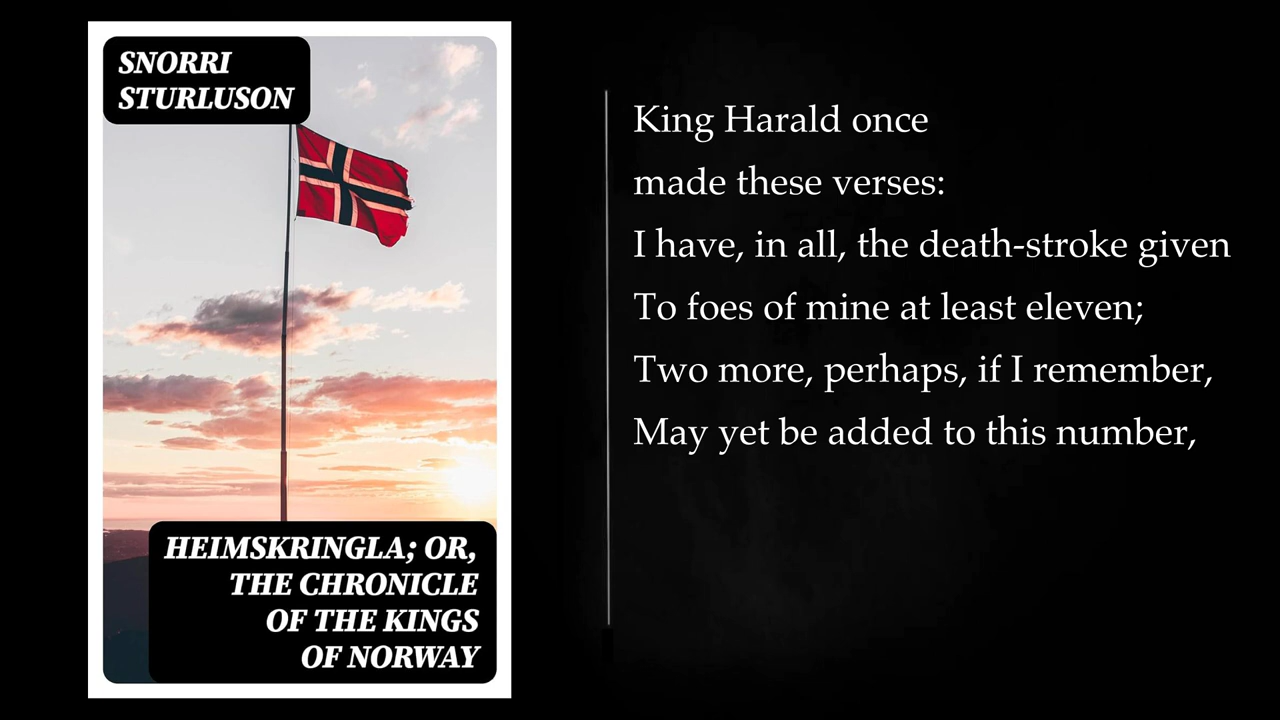 SNORRI
STURLUSON
HEIMSKRINGLA; OR,
THE CHRONICLE
OF THE KINGS
OF NORWAY
King Harald once
made these verses:
I have, in all, the death-stroke given
To foes of mine at least eleven;
Two more, perhaps, if I remember,
May yet be added to this number,